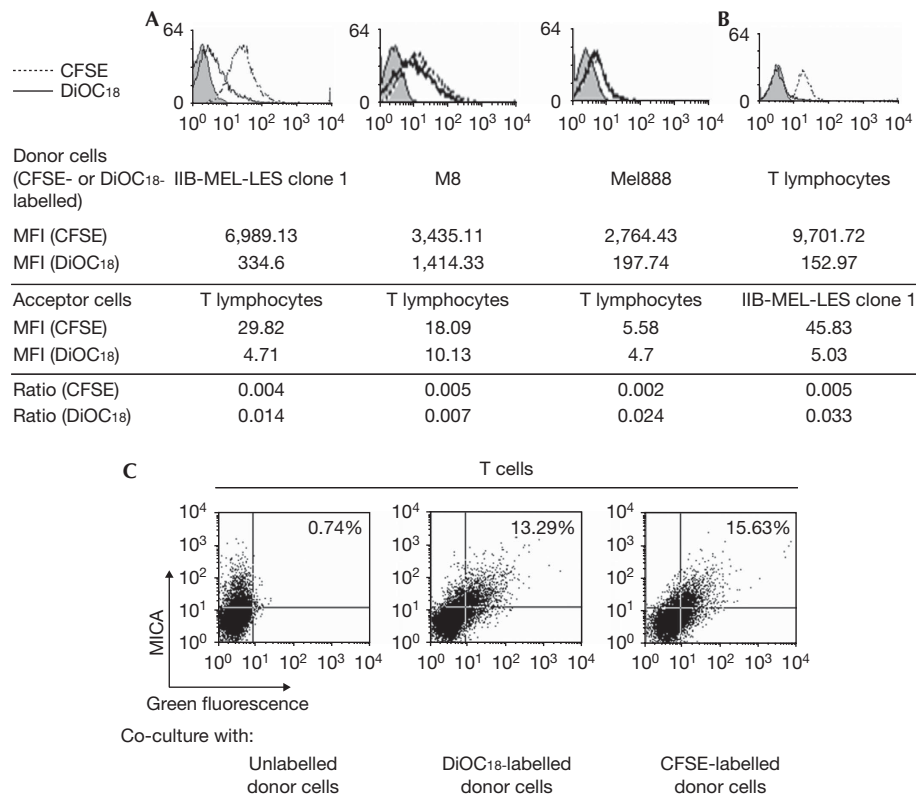 A
B
64
64
64
64
0
0
0
0
10⁰ 10¹ 10² 10³ 10⁴
10⁰ 10¹ 10² 10³ 10⁴
10⁰ 10¹ 10² 10³ 10⁴
10⁰ 10¹ 10² 10³ 10⁴
CFSE
DiOC18
Donor cells
(CFSE- or DiOC18- IIB-MEL-LES clone 1 M8 Mel888 T lymphocytes
labelled)
MFI (CFSE) 6,989.13 3,435.11 2,764.43 9,701.72
MFI (DiOC18) 334.6 1,414.33 197.74 152.97
Acceptor cells T lymphocytes T lymphocytes T lymphocytes IIB-MEL-LES clone 1
MFI (CFSE) 29.82 18.09 5.58 45.83
MFI (DiOC18) 4.71 10.13 4.7 5.03
Ratio (CFSE) 0.004 0.005 0.002 0.005
Ratio (DiOC18) 0.014 0.007 0.024 0.033
C
T cells
10⁴ 0.74% 10⁴ 13.29% 10⁴ 15.63%
10³ 10³ 10³
10² 10² 10²
10¹ 10¹ 10¹
10⁰ 10⁰ 10⁰
10⁰ 10¹ 10² 10³ 10⁴ 10⁰ 10¹ 10² 10³ 10⁴ 10⁰ 10¹ 10² 10³ 10⁴
MICA
Green fluorescence
Co-culture with:
Unlabelled DiOC18-labelled CFSE-labelled
donor cells donor cells donor cells